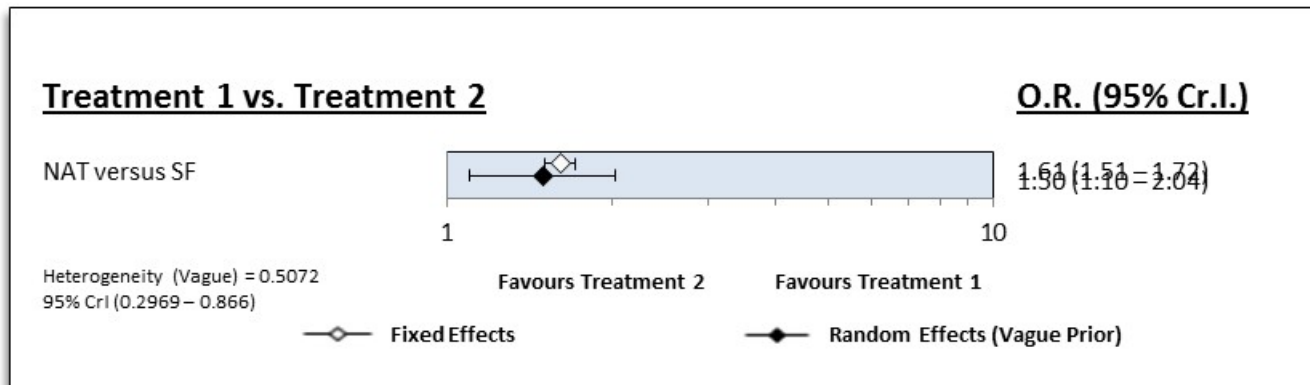 Treatment 1 vs. Treatment 2
O.R. (95% Cr.I.)
NAT versus SF
1.61 (1.51 – 1.72)
1.50 (1.10 – 2.04)
1
10
Heterogeneity (Vague) = 0.5072
95% CrI (0.2969 – 0.866)
Favours Treatment 2
Favours Treatment 1
Fixed Effects
Random Effects (Vague Prior)